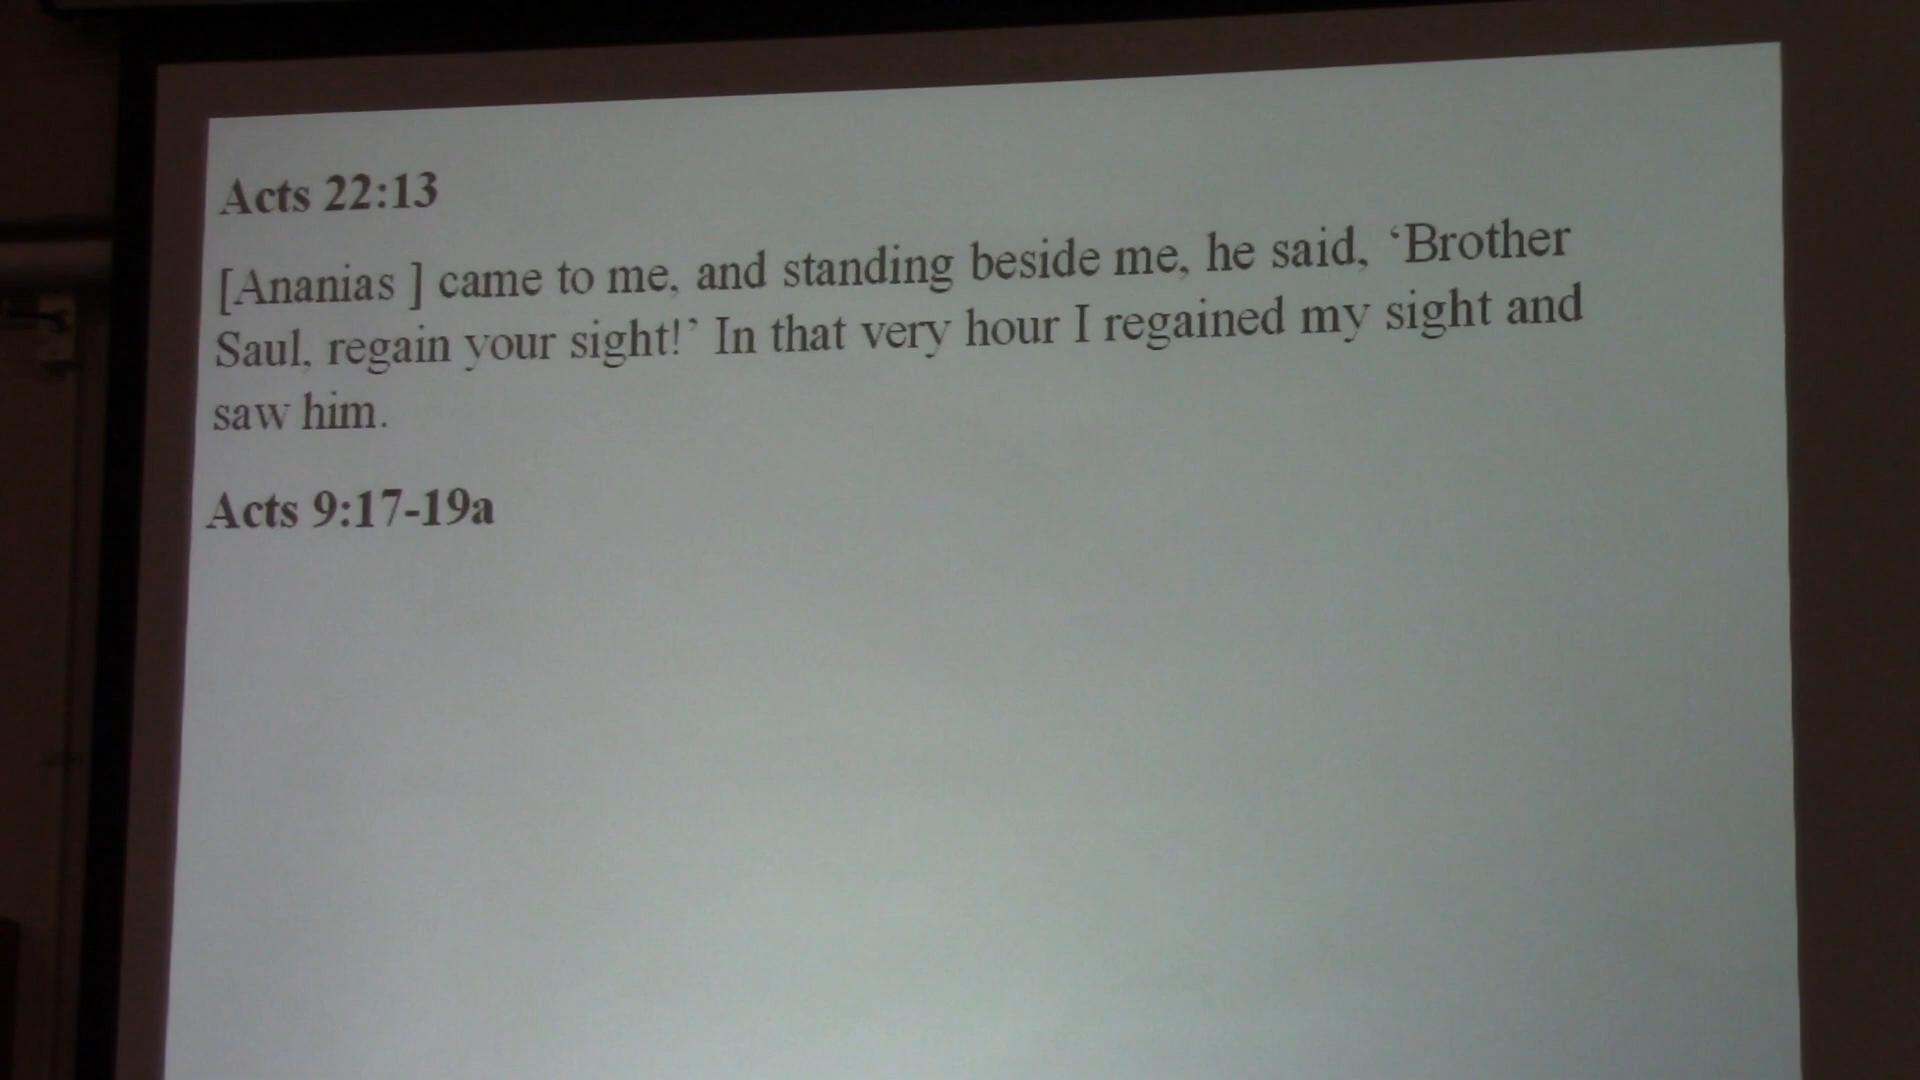 Acts 22:13
[Ananias ] came to me, and standing beside me, he said, ‘Brother
Saul, regain your sight!’ In that very hour I regained my sight and
saw him.
Acts 9:17-19a